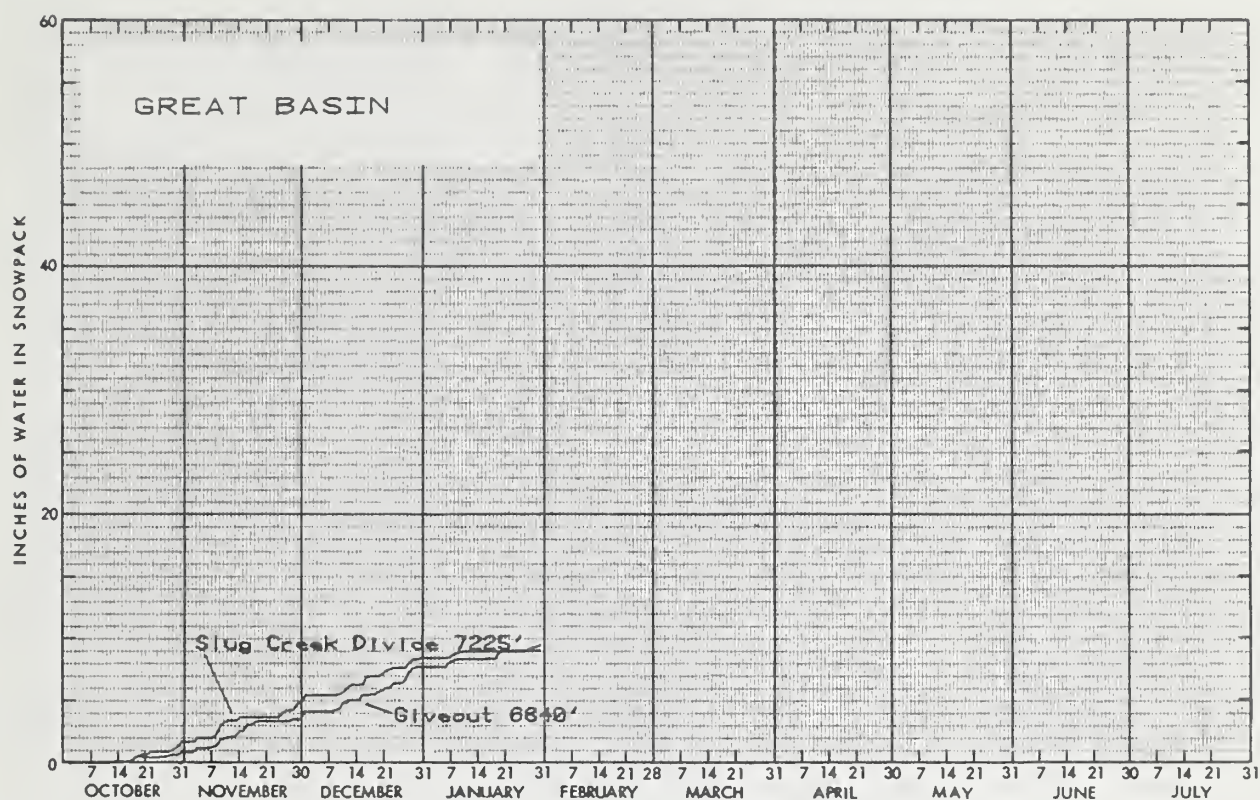 60
GREAT BASIN
INCHES OF WATER IN SNOWPACK
40
20
Slug Creek Divide 7225'
Giveout 6840'
0
7 14 21 31 7 14 21 30 7 14 21 31 7 14 21 31 7 14 21 28 7 14 21 31 7 14 21 30 7 14 21 31 7 14 21 30 7 14 21 31
OCTOBER NOVEMBER DECEMBER JANUARY FEBRUARY MARCH APRIL MAY JUNE JULY